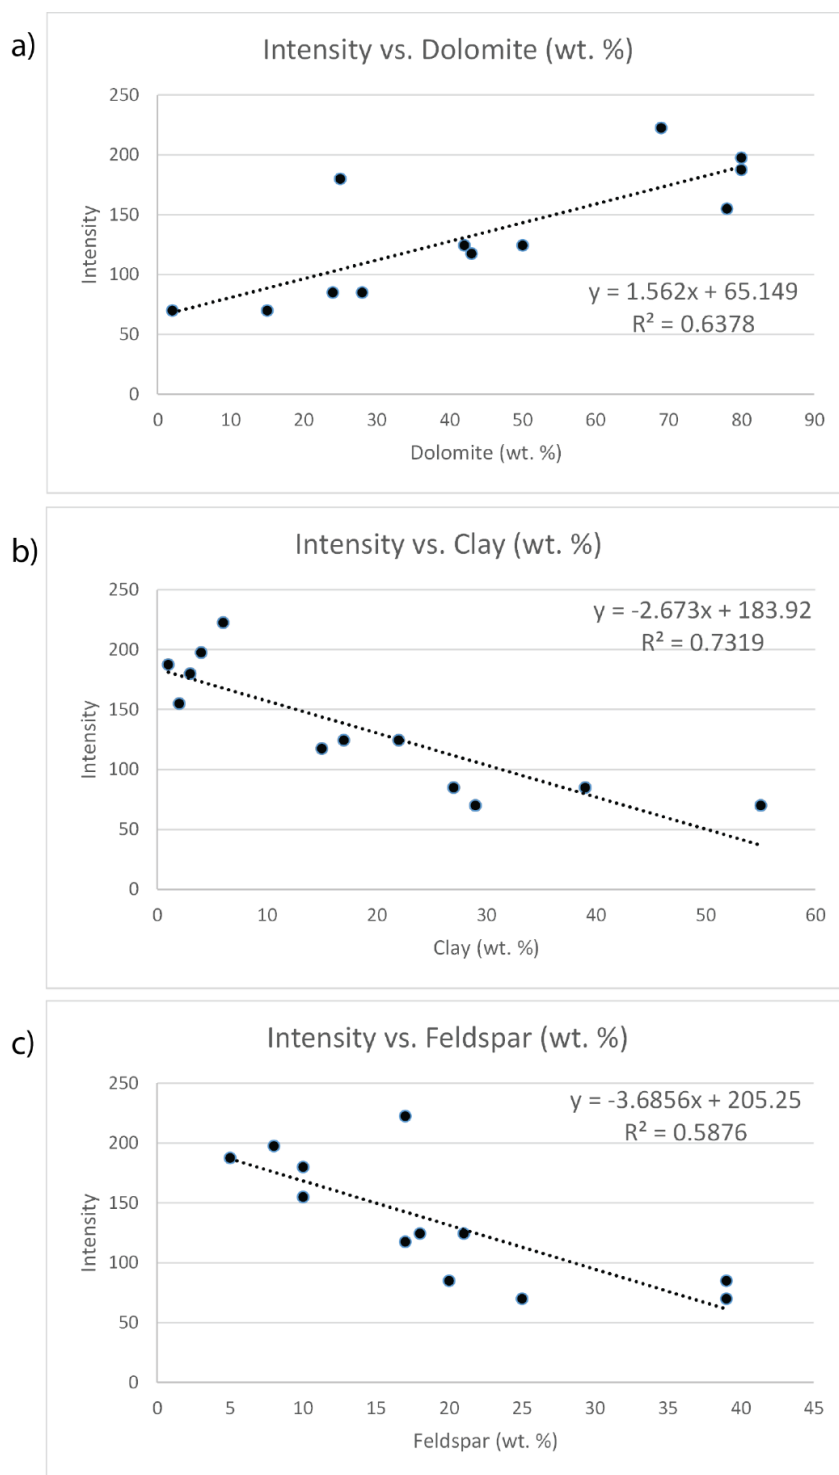 a)
Intensity vs. Dolomite (wt. %)
250
200
150
100
50
0
Intensity
y = 1.562x + 65.149
R² = 0.6378
0 10 20 30 40 50 60 70 80 90
Dolomite (wt. %)
b)
Intensity vs. Clay (wt. %)
250
200
150
100
50
0
Intensity
y = -2.673x + 183.92
R² = 0.7319
0 10 20 30 40 50 60
Clay (wt. %)
c)
Intensity vs. Feldspar (wt. %)
250
200
150
100
50
0
Intensity
y = -3.6856x + 205.25
R² = 0.5876
0 5 10 15 20 25 30 35 40 45
Feldspar (wt. %)